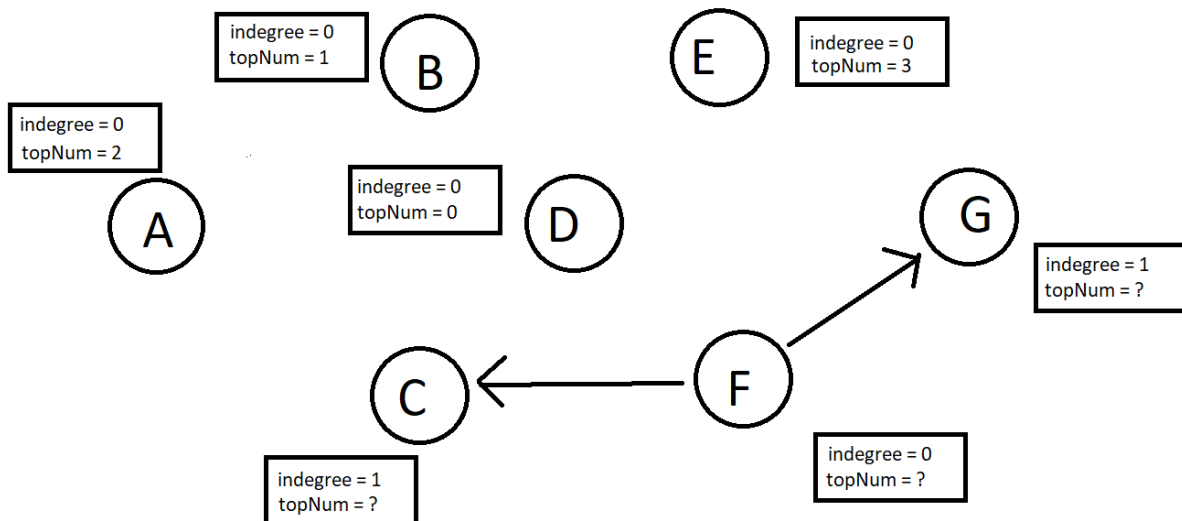 indegree = 0
topNum = 1
B
E
indegree = 0
topNum = 3
indegree = 0
topNum = 2
A
indegree = 0
topNum = 0
D
G
indegree = 1
topNum = ?
C
F
indegree = 1
topNum = ?
indegree = 0
topNum = ?